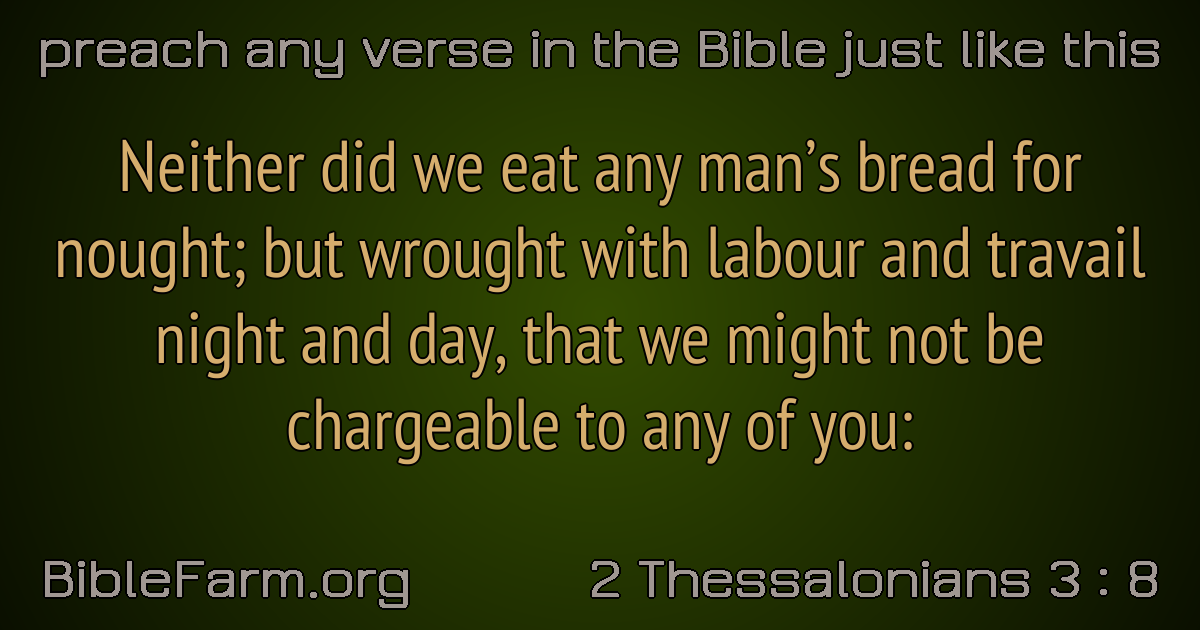 preach any verse in the Bible just like this
Neither did we eat any man’s bread for
nought; but wrought with labour and travail
night and day, that we might not be
chargeable to any of you:
BibleFarm.org
2 Thessalonians 3 : 8